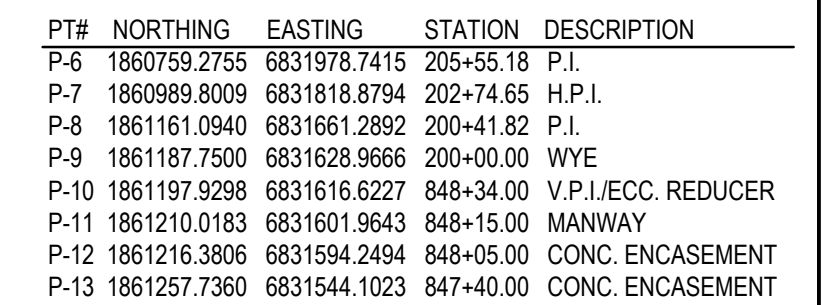 PT# NORTHING EASTING STATION DESCRIPTION
P-6 1860759.2755 6831978.7415 205+55.18 P.I.
P-7 1860989.8009 6831818.8794 202+74.65 H.P.I.
P-8 1861161.0940 6831661.2892 200+41.82 P.I.
P-9 1861187.7500 6831628.9666 200+00.00 WYE
P-10 1861197.9298 6831616.6227 848+34.00 V.P.I./ECC. REDUCER
P-11 1861210.0183 6831601.9643 848+15.00 MANWAY
P-12 1861216.3806 6831594.2494 848+05.00 CONC. ENCASEMENT
P-13 1861257.7360 6831544.1023 847+40.00 CONC. ENCASEMENT